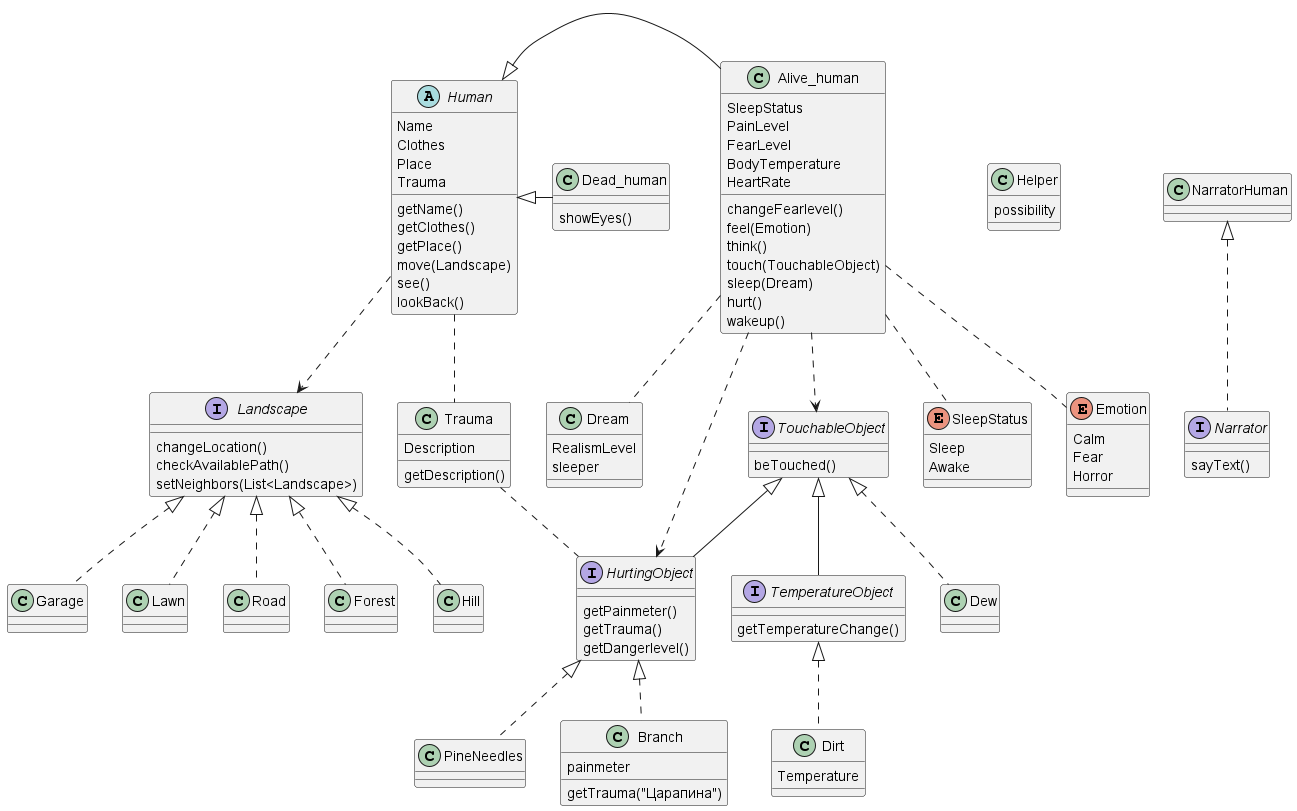 A Human
Name
Clothes
Place
Trauma
getName()
getClothes()
getPlace()
move(Landscape)
see()
lookBack()
C Dead_human
showEyes()
C Alive_human
SleepStatus
PainLevel
FearLevel
BodyTemperature
HeartRate
changeFearlevel()
feel(Emotion)
think()
touch(TouchableObject)
sleep(Dream)
hurt()
wakeup()
C Helper
possibility
C NarratorHuman
I Landscape
changeLocation()
checkAvailablePath()
setNeighbors(List<Landscape>)
C Trauma
Description
getDescription()
C Dream
RealismLevel
sleeper
I TouchableObject
beTouched()
E SleepStatus
Sleep
Awake
E Emotion
Calm
Fear
Horror
I Narrator
sayText()
C Garage
C Lawn
C Road
C Forest
C Hill
I HurtingObject
getPainmeter()
getTrauma()
getDangerlevel()
I TemperatureObject
getTemperatureChange()
C Dew
C PineNeedles
C Branch
painmeter
getTrauma("Царапина")
C Dirt
Temperature